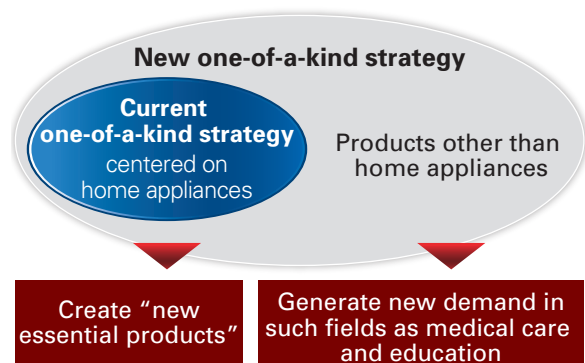 New one-of-a-kind strategy
Current
one-of-a-kind strategy
centered on
home appliances
Products other than
home appliances
Create “new
essential products”
Generate new demand in
such fields as medical care
and education